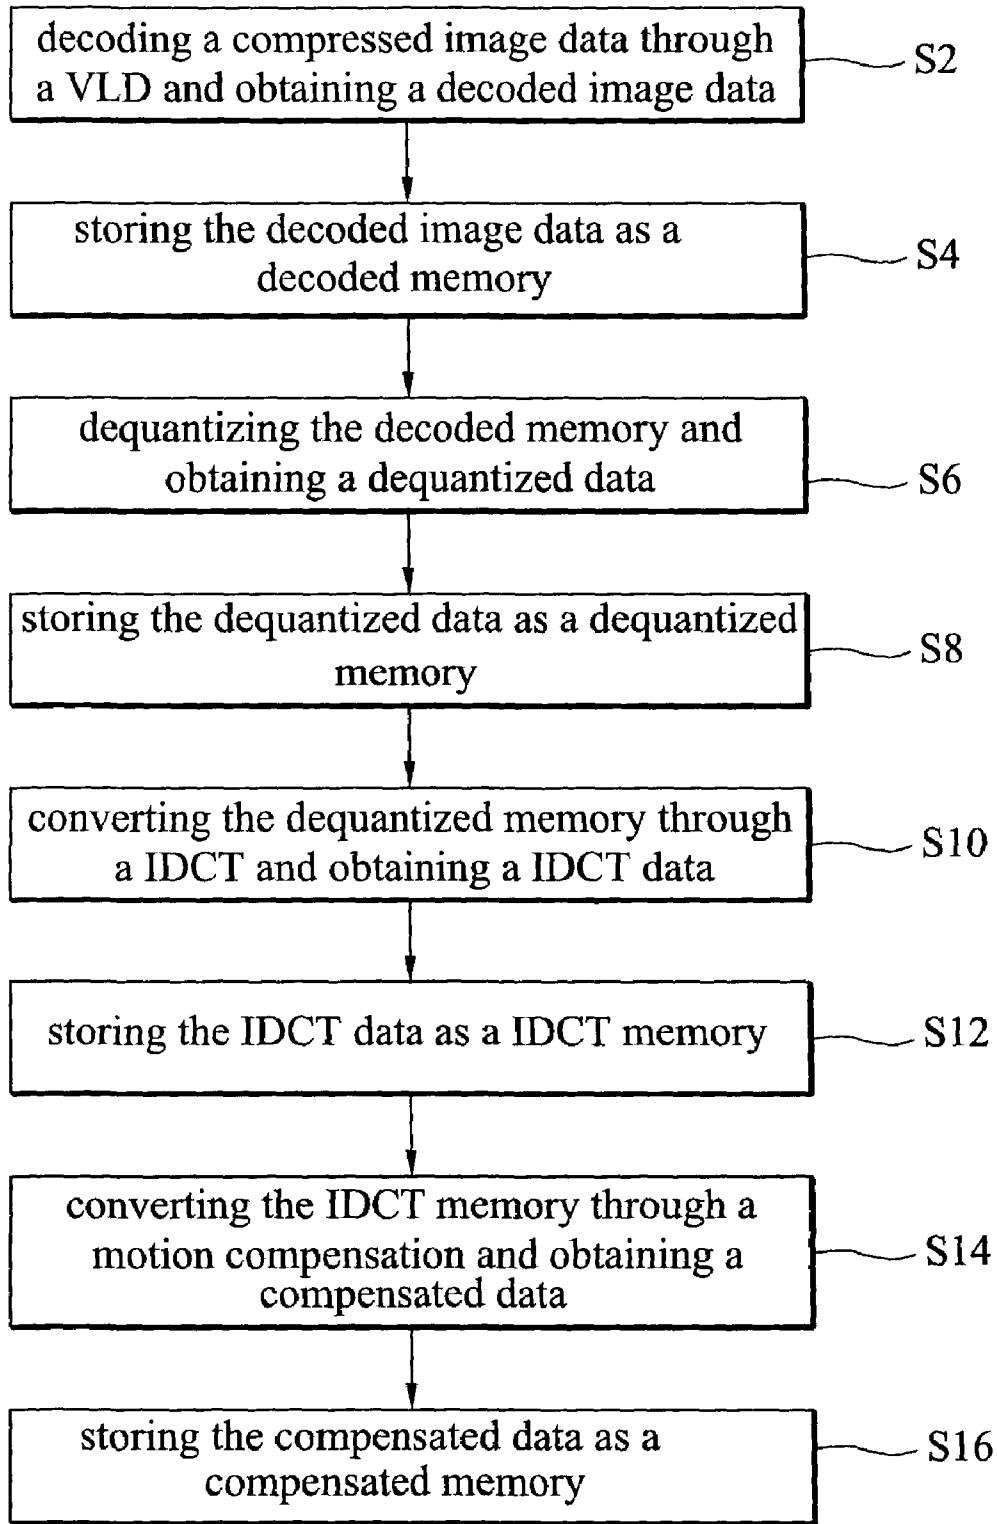 decoding a compressed image data through
a VLD and obtaining a decoded image data
S2
storing the decoded image data as a
decoded memory
S4
dequantizing the decoded memory and
obtaining a dequantized data
S6
storing the dequantized data as a dequantized
memory
S8
converting the dequantized memory through
a IDCT and obtaining a IDCT data
S10
storing the IDCT data as a IDCT memory
S12
converting the IDCT memory through a
motion compensation and obtaining a
compensated data
S14
storing the compensated data as a
compensated memory
S16